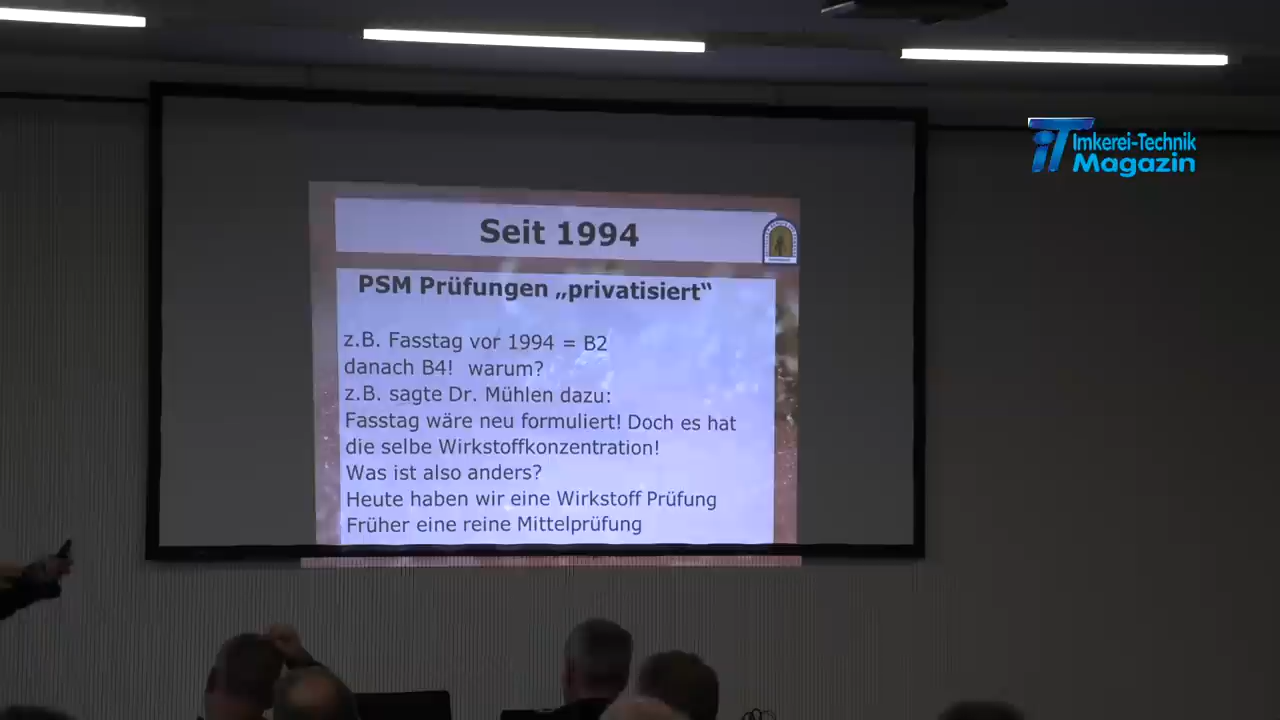 iT Imkerei-Technik
Magazin
Seit 1994
PSM Prüfungen „privatisiert“
z.B. Fasstag vor 1994 = B2
danach B4! warum?
z.B. sagte Dr. Mühlen dazu:
Fasstag wäre neu formuliert! Doch es hat
die selbe Wirkstoffkonzentration!
Was ist also anders?
Heute haben wir eine Wirkstoff Prüfung
Früher eine reine Mittelprüfung